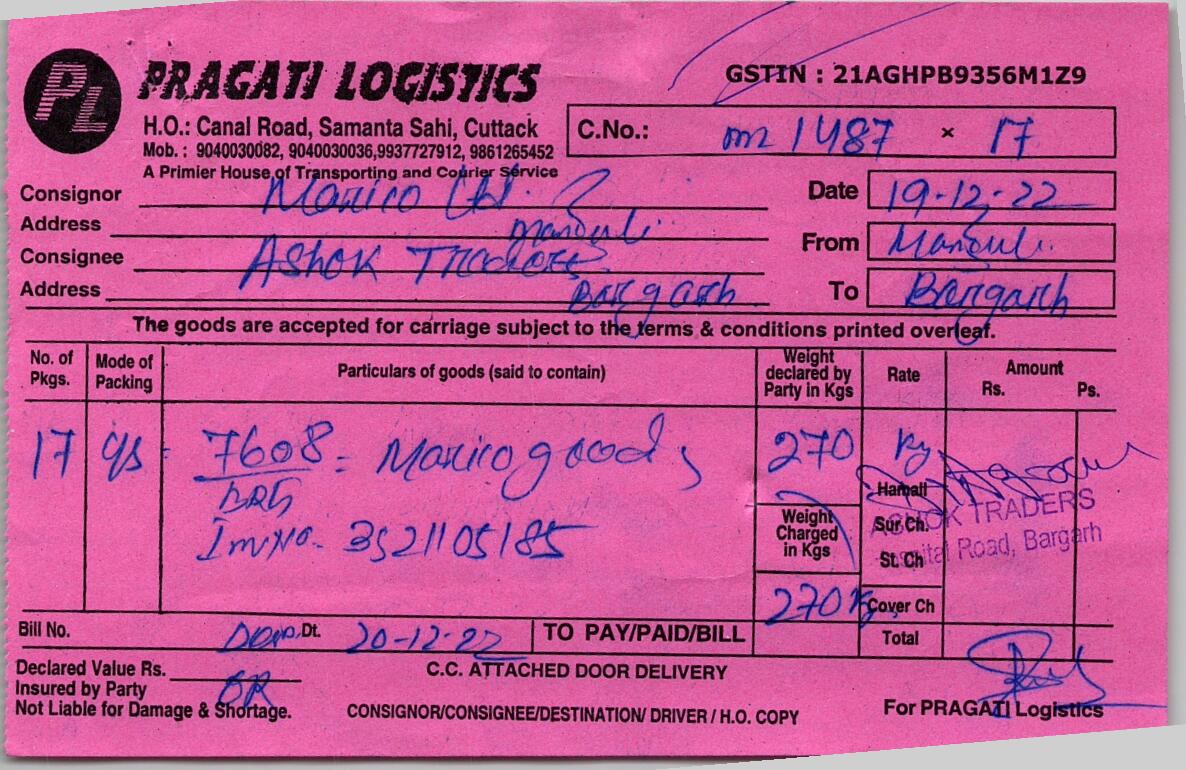 PL PRAGATI LOGISTICS
GSTIN : 21AGHPB9356M1Z9
H.O.: Canal Road, Samanta Sahi, Cuttack
Mob. : 9040030082, 9040030036,9937727912, 9861265452
A Primier House of Transporting and Courier Service
C.No.: m 1487 × 17
Consignor Marico Ltd.
Date 19-12-22
Address Manguli
From Manguli
Consignee Ashok Traders
Address Bargarh
To Bargarh
The goods are accepted for carriage subject to the terms & conditions printed overleaf.
No. of Pkgs. Mode of Packing Particulars of goods (said to contain) Weight declared by Party in Kgs Rate Amount Rs. Ps.
17 c/s - 7608 = Marico goods 270 Kg
BRG
Inv No. 3521105185
Hamali
Weight Charged in Kgs
Sur Ch.
St. Ch
ASHOK TRADERS
Hospital Road, Bargarh
270 Kg Cover Ch
Bill No. Dt. 20-12-22 TO PAY/PAID/BILL Total
Declared Value Rs.
C.C. ATTACHED DOOR DELIVERY
Insured by Party
Not Liable for Damage & Shortage.
CONSIGNOR/CONSIGNEE/DESTINATION/ DRIVER / H.O. COPY
For PRAGATI Logistics